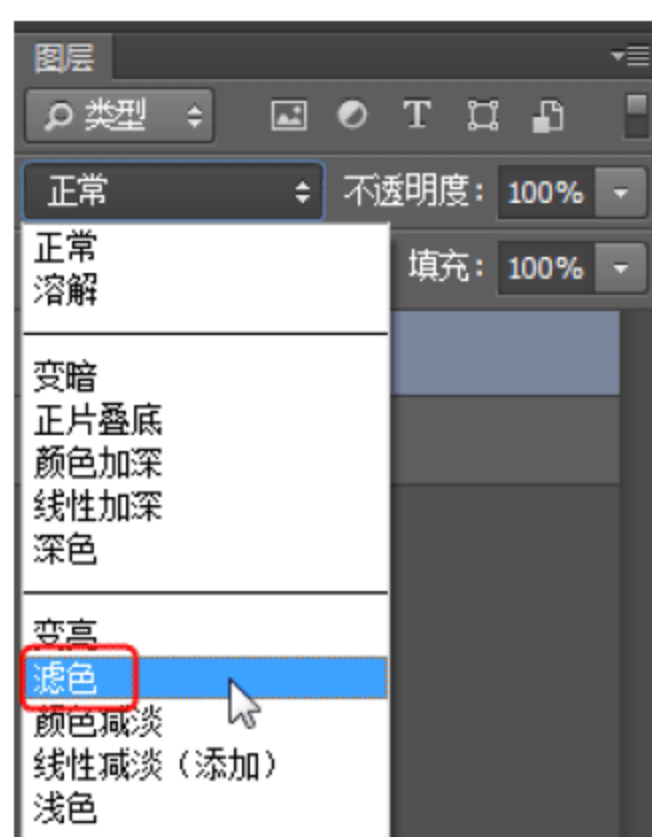 图层
类型 T
正常 不透明度： 100%
正常
填充： 100%
溶解
变暗
正片叠底
颜色加深
线性加深
深色
变高
滤色
颜色减淡
线性减淡（添加）
浅色